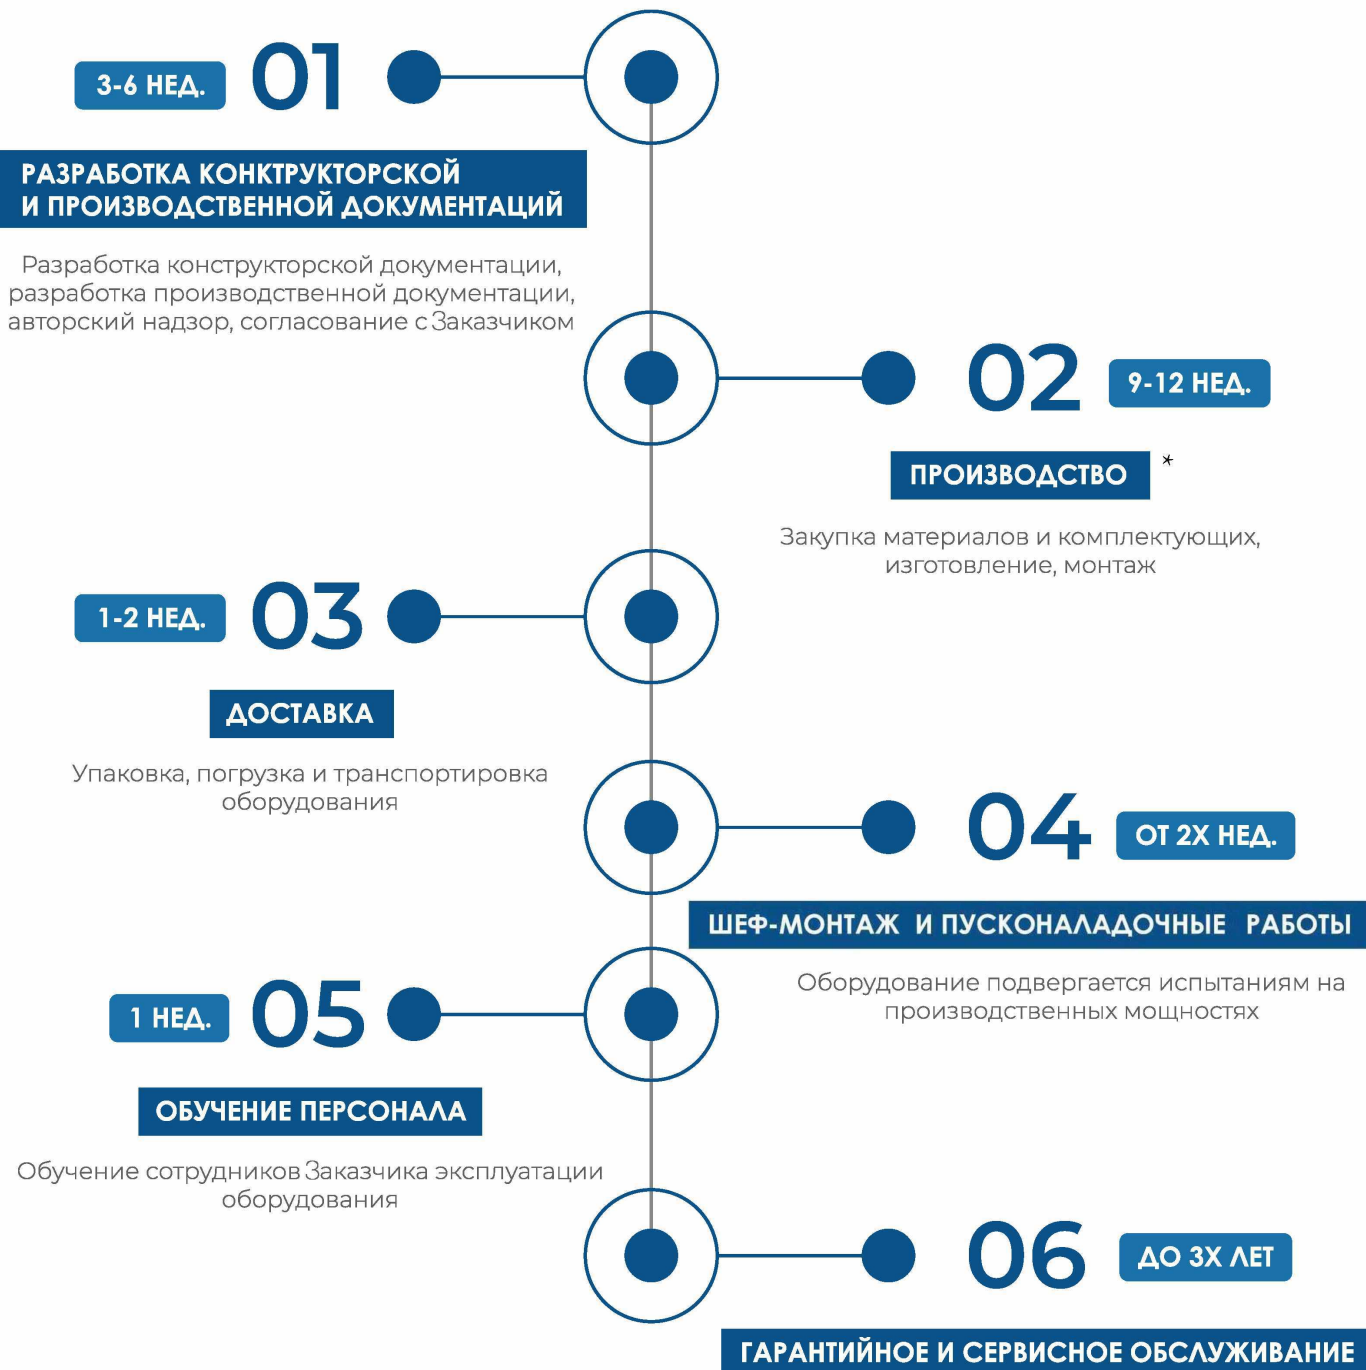 3-6 НЕД.
01
РАЗРАБОТКА КОНКТРУКТОРСКОЙ
И ПРОИЗВОДСТВЕННОЙ ДОКУМЕНТАЦИЙ
Разработка конструкторской документации,
разработка производственной документации,
авторский надзор, согласование с Заказчиком
02
9-12 НЕД.
ПРОИЗВОДСТВО *
Закупка материалов и комплектующих,
изготовление, монтаж
1-2 НЕД.
03
ДОСТАВКА
Упаковка, погрузка и транспортировка
оборудования
04
ОТ 2Х НЕД.
ШЕФ-МОНТАЖ И ПУСКОНАЛАДОЧНЫЕ РАБОТЫ
Оборудование подвергается испытаниям на
производственных мощностях
1 НЕД.
05
ОБУЧЕНИЕ ПЕРСОНАЛА
Обучение сотрудников Заказчика эксплуатации
оборудования
06
ДО 3Х ЛЕТ
ГАРАНТИЙНОЕ И СЕРВИСНОЕ ОБСЛУЖИВАНИЕ